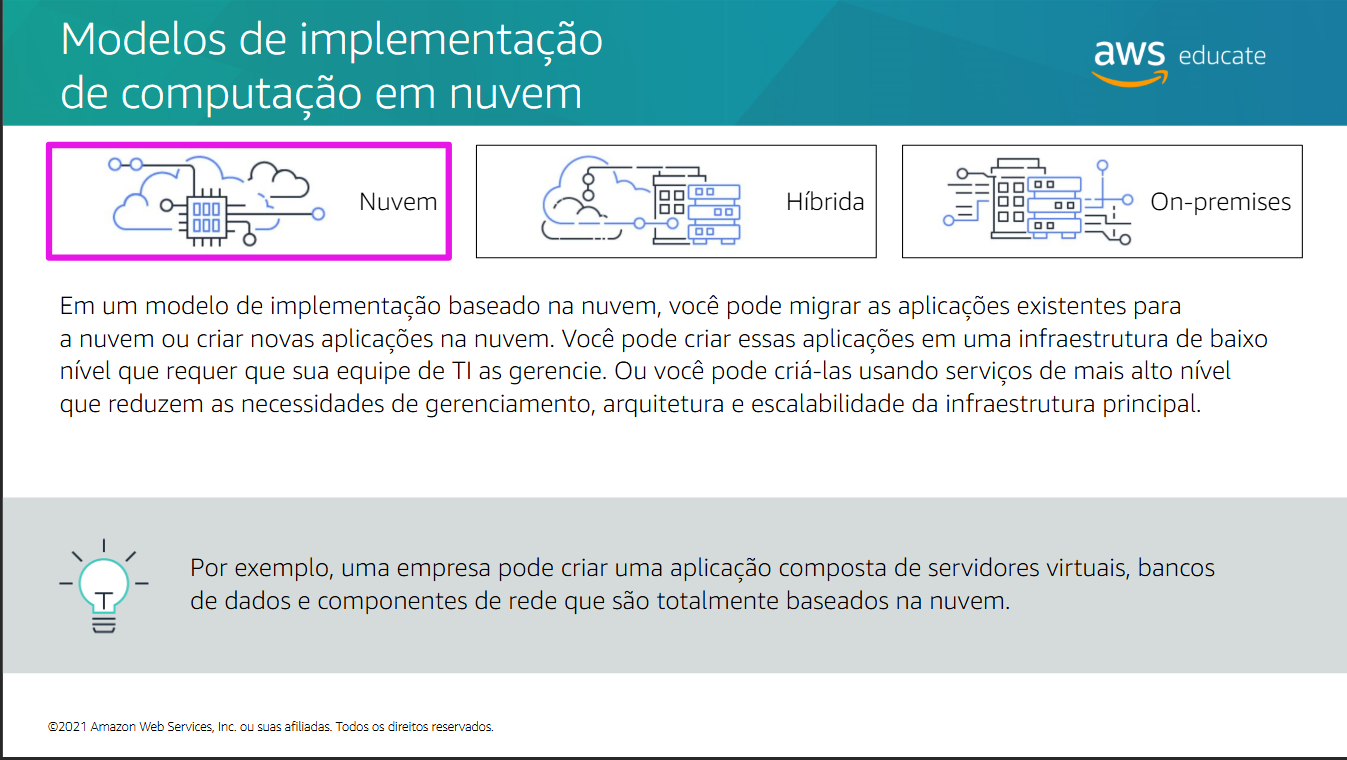 Modelos de implementação
de computação em nuvem
aws educate
Nuvem
Híbrida
On-premises
Em um modelo de implementação baseado na nuvem, você pode migrar as aplicações existentes para
a nuvem ou criar novas aplicações na nuvem. Você pode criar essas aplicações em uma infraestrutura de baixo
nível que requer que sua equipe de TI as gerencie. Ou você pode criá-las usando serviços de mais alto nível
que reduzem as necessidades de gerenciamento, arquitetura e escalabilidade da infraestrutura principal.
Por exemplo, uma empresa pode criar uma aplicação composta de servidores virtuais, bancos
de dados e componentes de rede que são totalmente baseados na nuvem.
©2021 Amazon Web Services, Inc. ou suas afiliadas. Todos os direitos reservados.